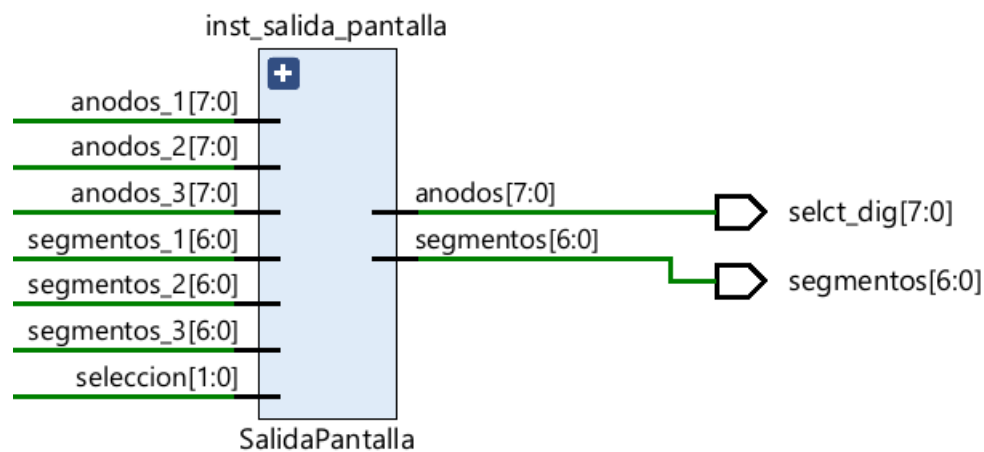 inst_salida_pantalla
anodos_1[7:0]
anodos_2[7:0]
anodos_3[7:0]
segmentos_1[6:0]
segmentos_2[6:0]
segmentos_3[6:0]
seleccion[1:0]
anodos[7:0]
segmentos[6:0]
selct_dig[7:0]
segmentos[6:0]
SalidaPantalla